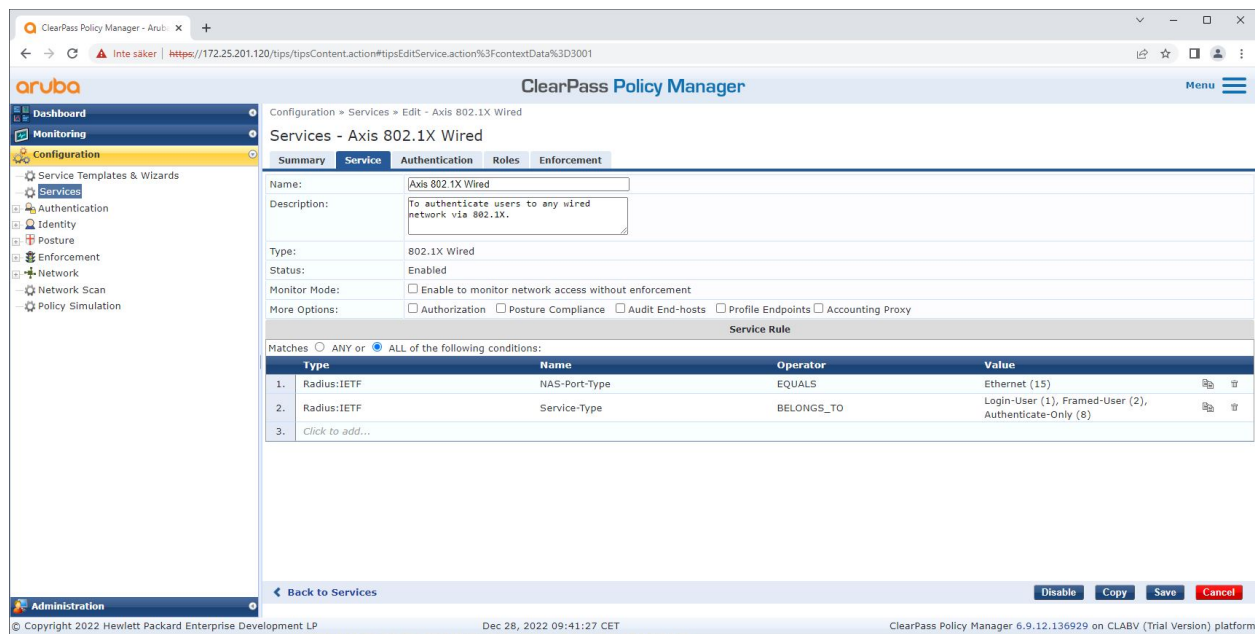 ClearPass Policy Manager - Aruba
Inte säker | https://172.25.201.120/tips/tipsContent.action#tipsEditService.action%3FcontextData%3D3001
aruba
ClearPass Policy Manager
Menu
Dashboard
Monitoring
Configuration
Service Templates & Wizards
Services
Authentication
Identity
Posture
Enforcement
Network
Network Scan
Policy Simulation
Administration
Configuration » Services » Edit - Axis 802.1X Wired
Services - Axis 802.1X Wired
Summary Service Authentication Roles Enforcement
Name: Axis 802.1X Wired
Description: To authenticate users to any wired
network via 802.1X.
Type: 802.1X Wired
Status: Enabled
Monitor Mode: Enable to monitor network access without enforcement
More Options: Authorization Posture Compliance Audit End-hosts Profile Endpoints Accounting Proxy
Service Rule
Matches ANY or ALL of the following conditions:
Type Name Operator Value
1. Radius:IETF NAS-Port-Type EQUALS Ethernet (15)
2. Radius:IETF Service-Type BELONGS_TO Login-User (1), Framed-User (2),
Authenticate-Only (8)
3. Click to add...
Back to Services
Disable Copy Save Cancel
© Copyright 2022 Hewlett Packard Enterprise Development LP Dec 28, 2022 09:41:27 CET ClearPass Policy Manager 6.9.12.136929 on CLABV (Trial Version) platform